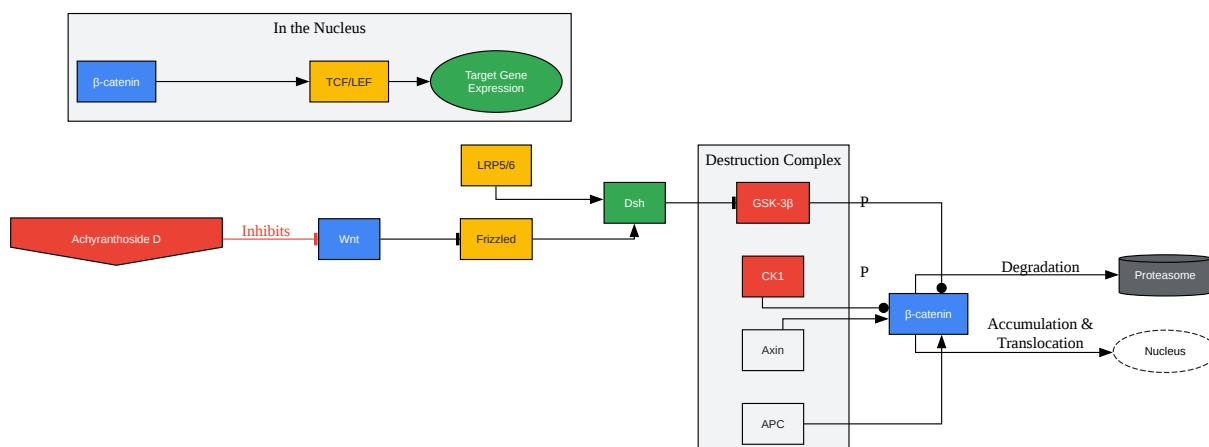 In the Nucleus
β-catenin
TCF/LEF
Target Gene
Expression
LRP5/6
Destruction Complex
Dsh
GSK-3β
P
Achyranthoside D
Inhibits
Wnt
Frizzled
CK1
P
Degradation
Proteasome
β-catenin
Accumulation &
Translocation
Axin
Nucleus
APC